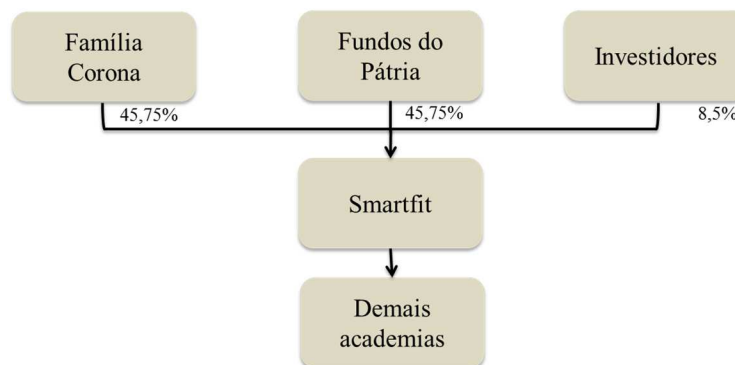 Família
Corona
Fundos do
Pátria
Investidores
45,75%
45,75%
8,5%
Smartfit
Demais
academias